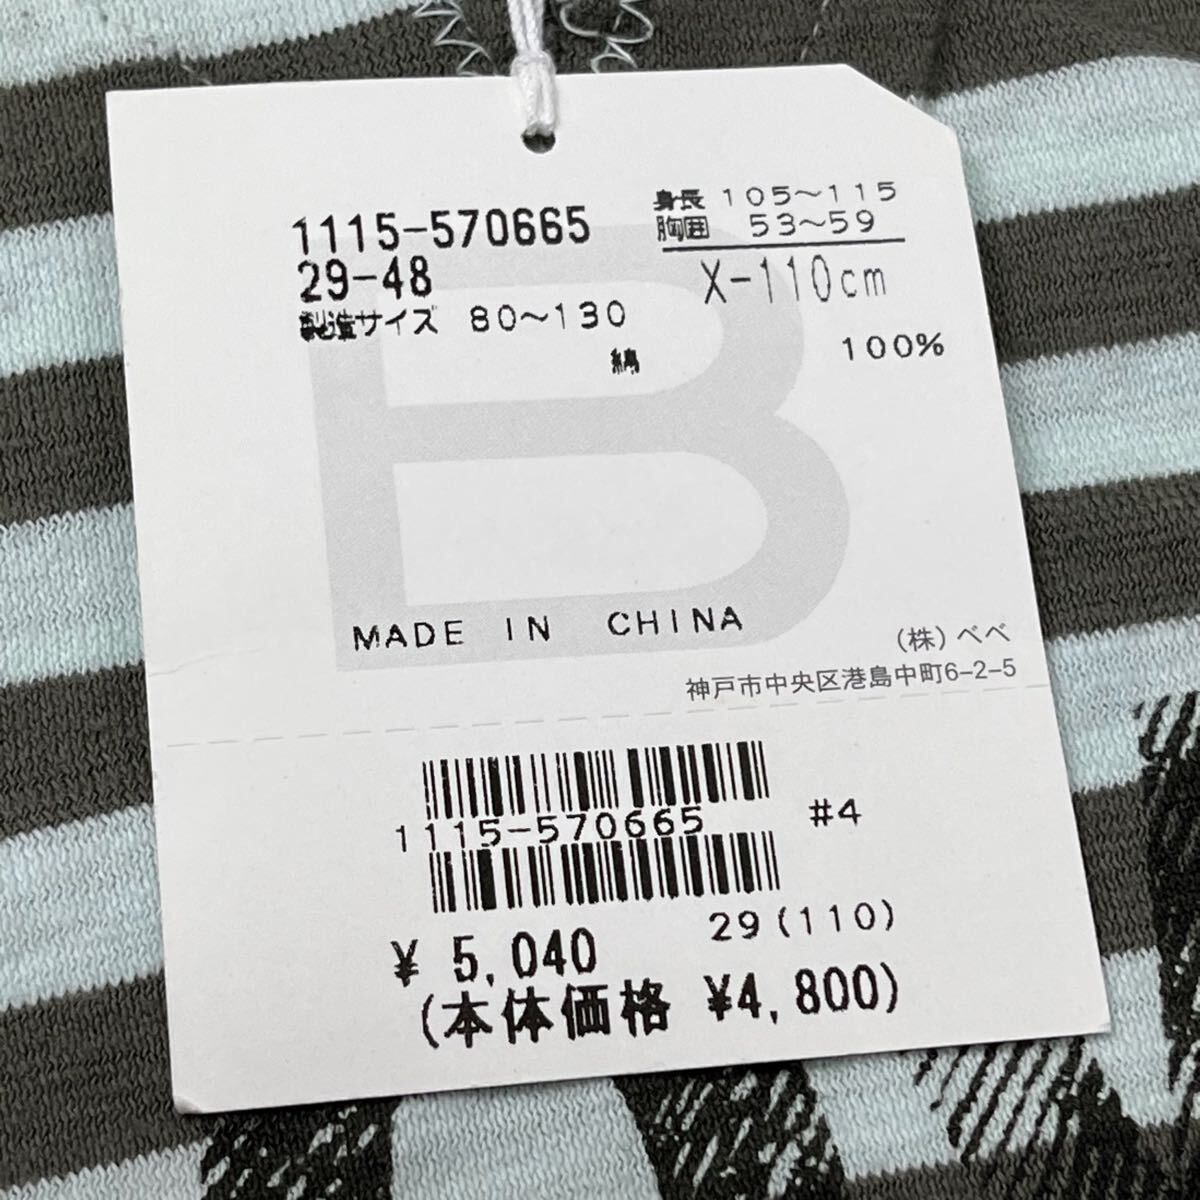 1115-570665
29-48
製造サイズ 80～130
身長 105～115
胸囲 53～59
X-110cm
綿 100%
B
MADE IN CHINA
(株)べべ
神戸市中央区港島中町6-2-5
1115-570665
#4
29(110)
¥ 5,040
(本体価格 ¥4,800)